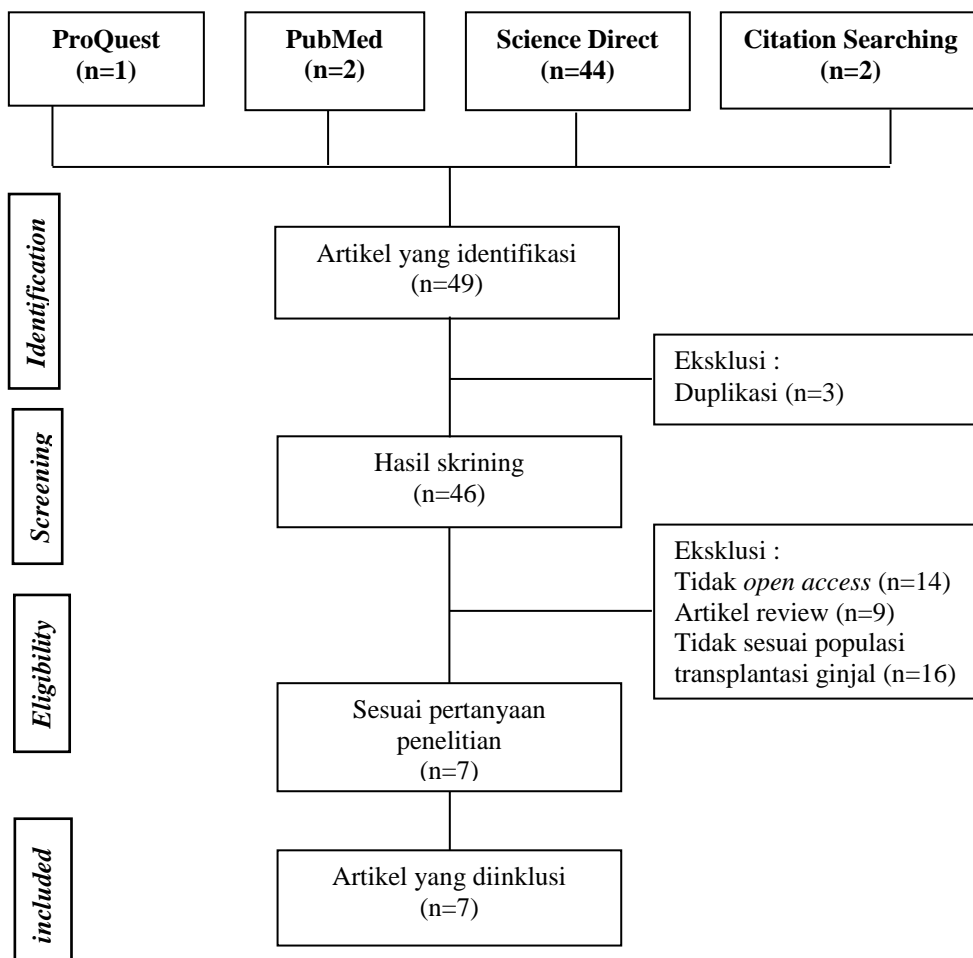 ProQuest
(n=1)
PubMed
(n=2)
Science Direct
(n=44)
Citation Searching
(n=2)
Identification
Artikel yang identifikasi
(n=49)
Eksklusi :
Duplikasi (n=3)
Screening
Hasil skrining
(n=46)
Eksklusi :
Tidak open access (n=14)
Artikel review (n=9)
Tidak sesuai populasi
transplantasi ginjal (n=16)
Eligibility
Sesuai pertanyaan
penelitian
(n=7)
included
Artikel yang diinklusi
(n=7)